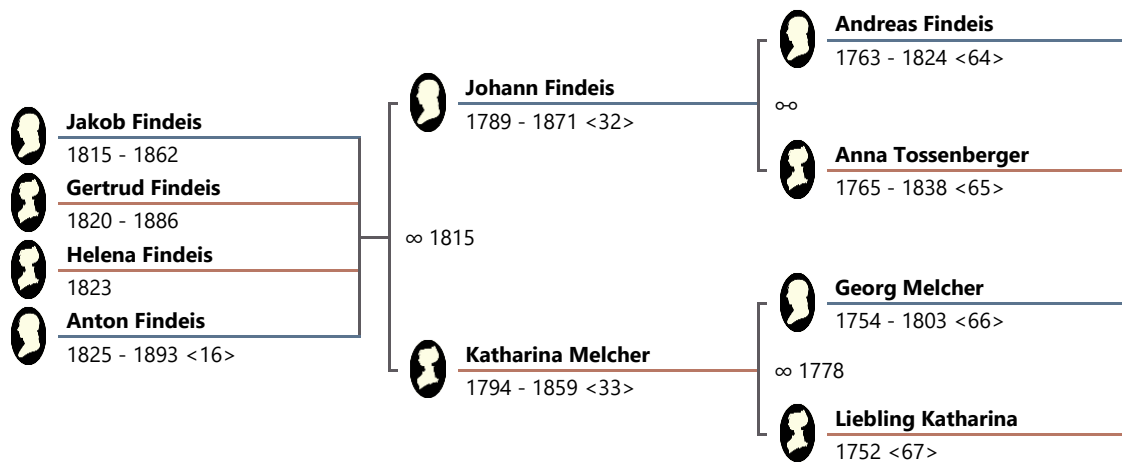 Jakob Findeis
1815 - 1862
Gertrud Findeis
1820 - 1886
Helena Findeis
1823
Anton Findeis
1825 - 1893 <16>
Johann Findeis
1789 - 1871 <32>
∞ 1815
Katharina Melcher
1794 - 1859 <33>
Andreas Findeis
1763 - 1824 <64>
⚯
Anna Tossenberger
1765 - 1838 <65>
Georg Melcher
1754 - 1803 <66>
∞ 1778
Liebling Katharina
1752 <67>